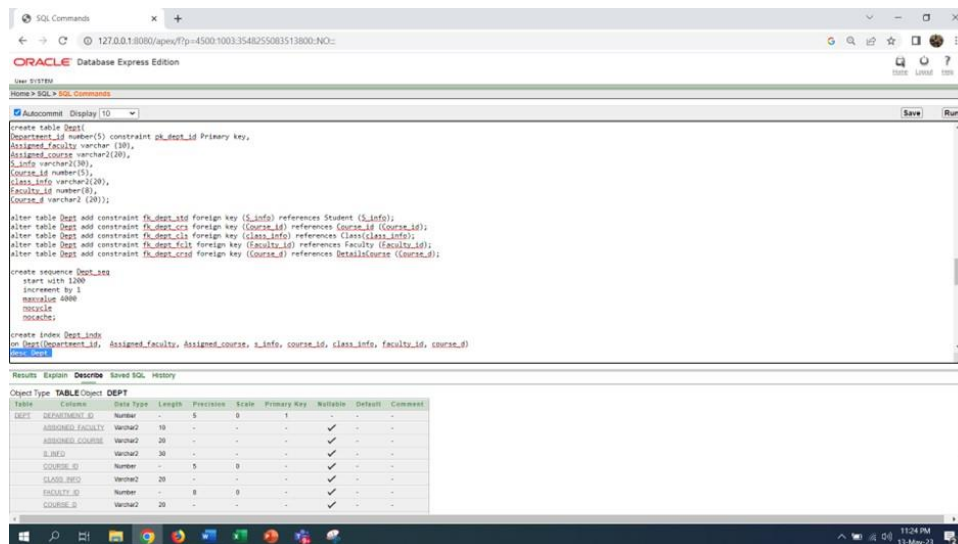 SQL Commands
127.0.0.1:8080/apex/f?p=4500:1003:3548255083513800::NO:::
ORACLE Database Express Edition
Home Logout Help
User: SYSTEM
Home > SQL > SQL Commands
Autocommit Display 10
Save Run
create table Dept(
Department_id number(5) constraint pk_dept_id Primary key,
Assigned_faculty varchar (10),
Assigned_course varchar2(20),
S_info varchar2(30),
Course_id number(5),
class_info varchar2(20),
Faculty_id number(8),
Course_d varchar2 (20));
alter table Dept add constraint fk_dept_std foreign key (S_info) references Student (S_info);
alter table Dept add constraint fk_dept_crs foreign key (Course_id) references Course_id (Course_id);
alter table Dept add constraint fk_dept_cls foreign key (class_info) references Class(class_info);
alter table Dept add constraint fk_dept_fclt foreign key (Faculty_id) references Faculty (Faculty_id);
alter table Dept add constraint fk_dept_crsd foreign key (Course_d) references DetailsCourse (Course_d);
create sequence Dept_seq
start with 1200
increment by 1
maxvalue 4000
nocycle
nocache;
create index Dept_indx
on Dept(Department_id, Assigned_faculty, Assigned_course, s_info, course_id, class_info, faculty_id, course_d)
desc Dept
Results Explain Describe Saved SQL History
Object Type TABLE Object DEPT
Table Column Data Type Length Precision Scale Primary Key Nullable Default Comment
DEPT DEPARTMENT_ID Number - 5 0 1 - - -
ASSIGNED_FACULTY Varchar2 10 - - - ✓ - -
ASSIGNED_COURSE Varchar2 20 - - - ✓ - -
S_INFO Varchar2 30 - - - ✓ - -
COURSE_ID Number - 5 0 - ✓ - -
CLASS_INFO Varchar2 20 - - - ✓ - -
FACULTY_ID Number - 8 0 - ✓ - -
COURSE_D Varchar2 20 - - - ✓ - -
11:24 PM
13-May-23